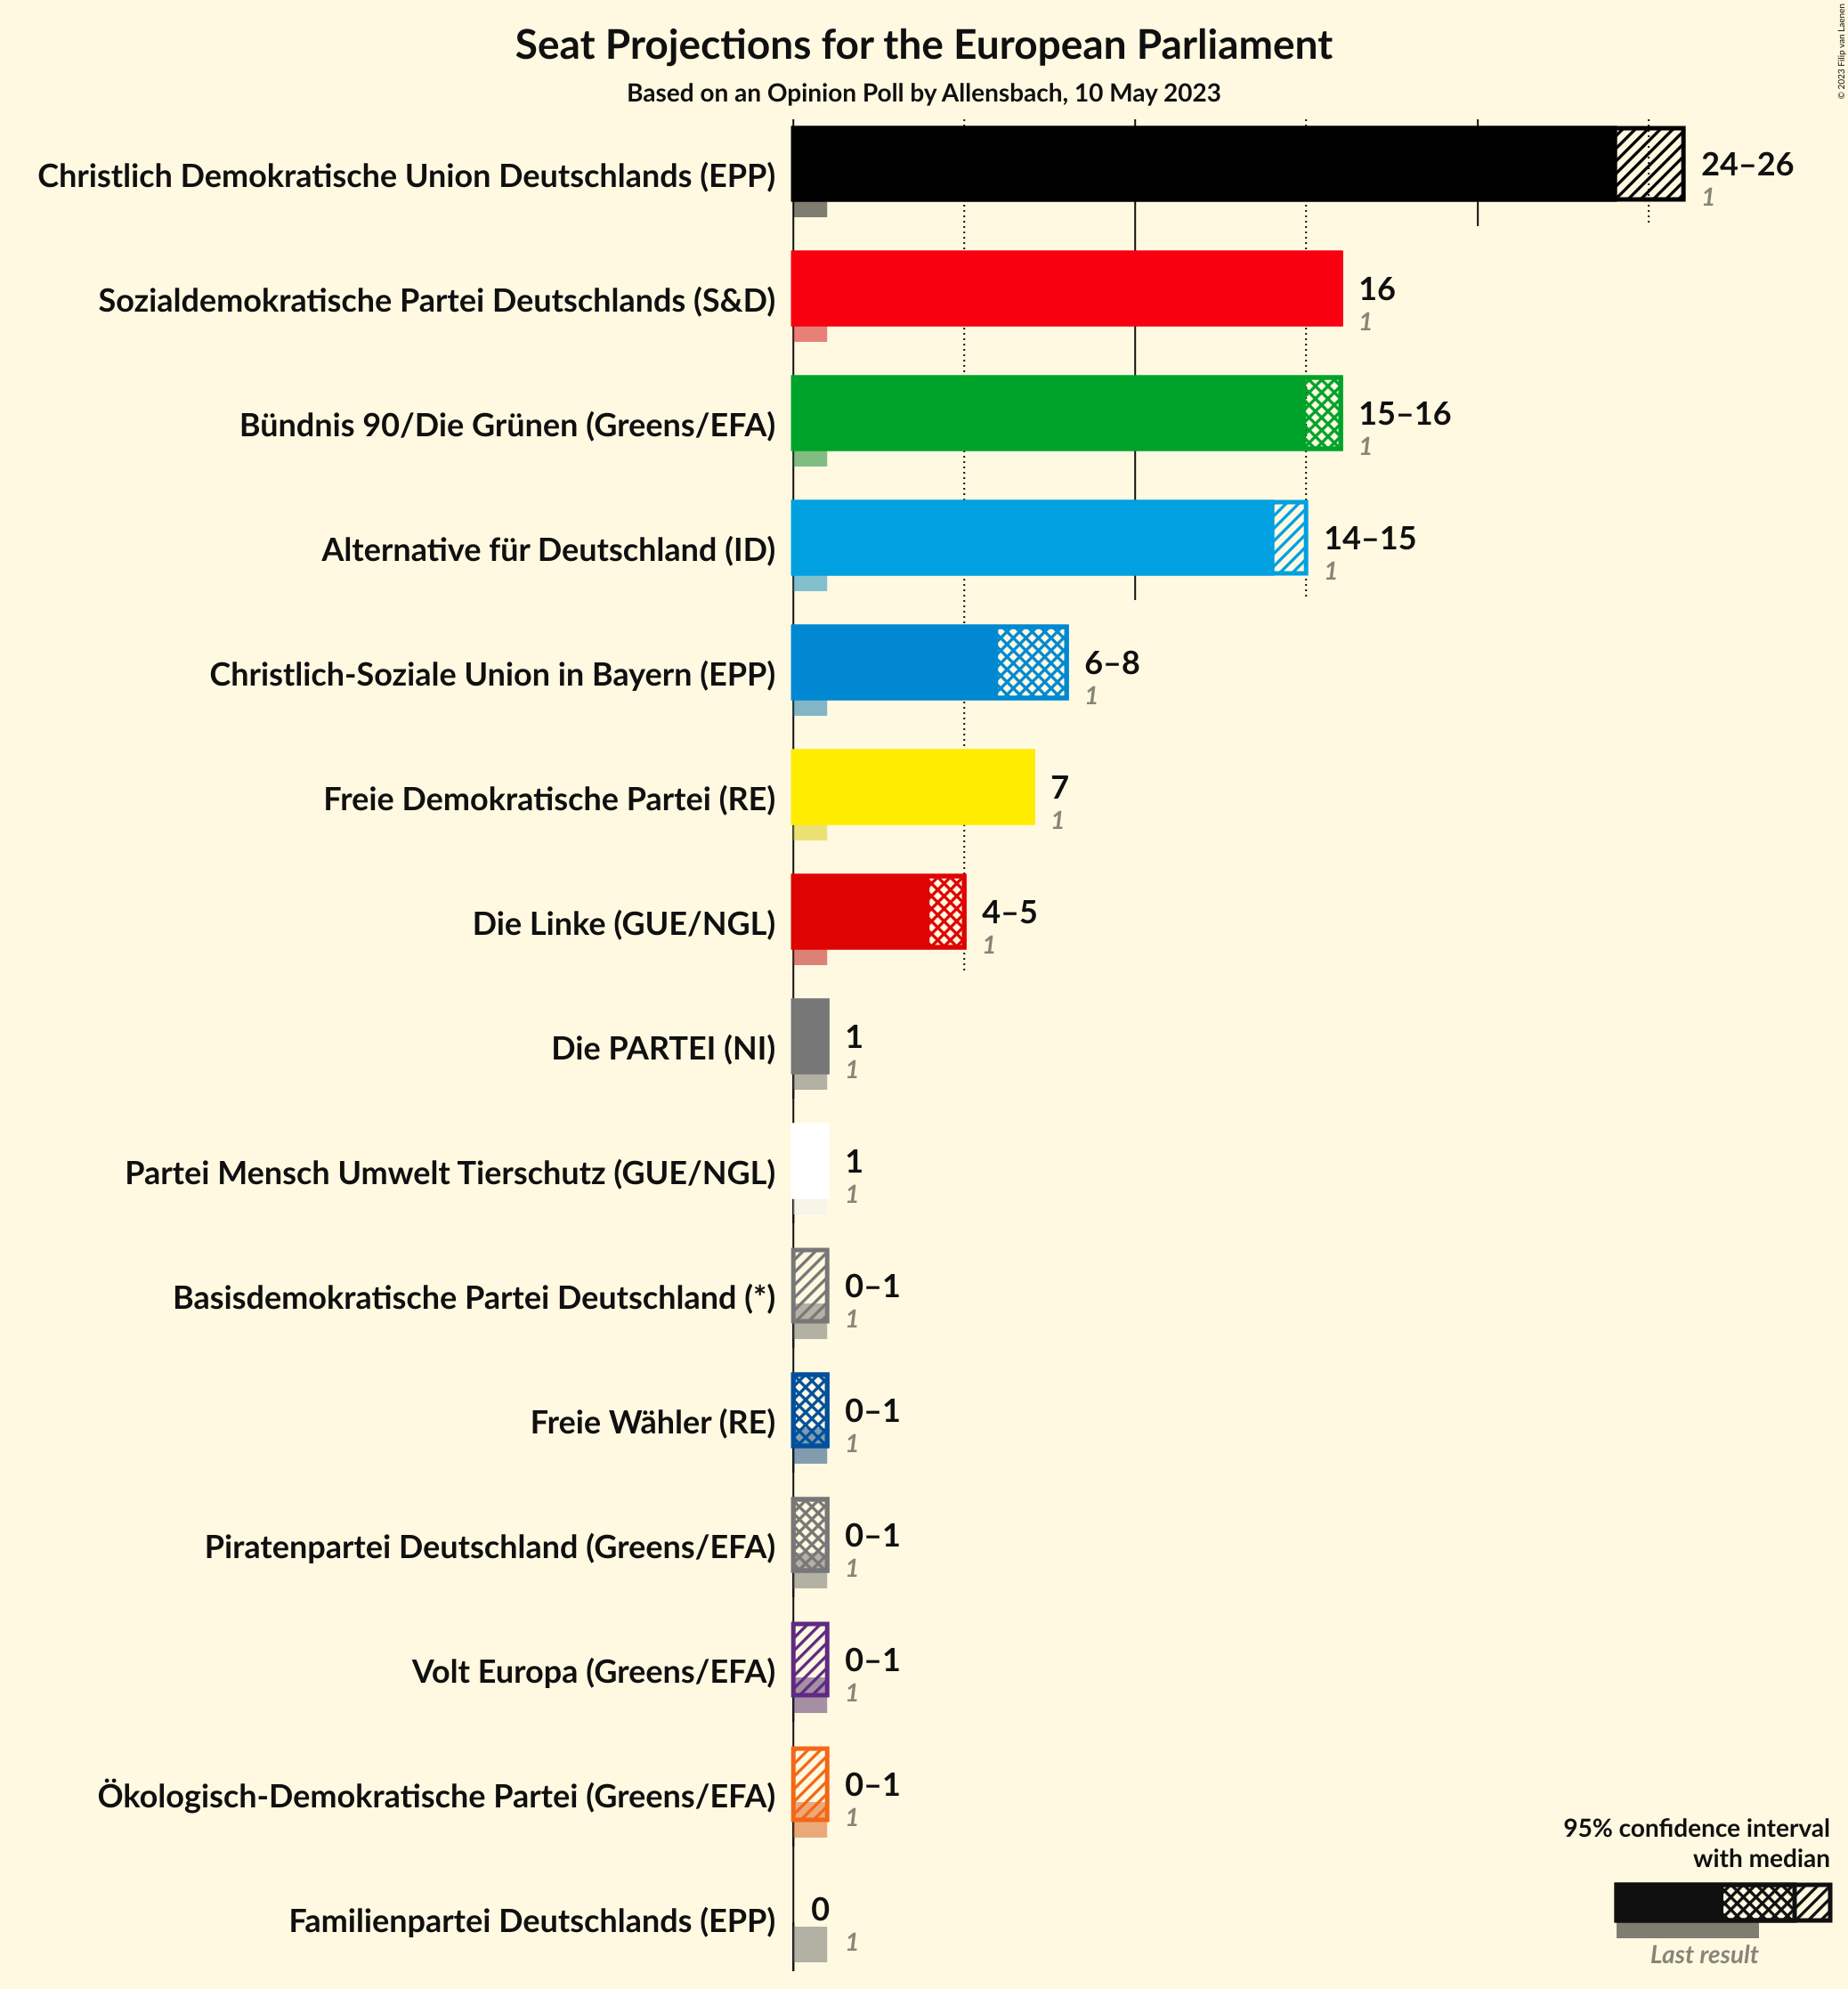 Seat Projections for the European Parliament
Based on an Opinion Poll by Allensbach, 10 May 2023
© 2023 Filip van Laenen
Christlich Demokratische Union Deutschlands (EPP)
24–26
1
Sozialdemokratische Partei Deutschlands (S&D)
16
1
Bündnis 90/Die Grünen (Greens/EFA)
15–16
1
Alternative für Deutschland (ID)
14–15
1
Christlich-Soziale Union in Bayern (EPP)
6–8
1
Freie Demokratische Partei (RE)
7
1
Die Linke (GUE/NGL)
4–5
1
Die PARTEI (NI)
1
1
Partei Mensch Umwelt Tierschutz (GUE/NGL)
1
1
Basisdemokratische Partei Deutschland (*)
0–1
1
Freie Wähler (RE)
0–1
1
Piratenpartei Deutschland (Greens/EFA)
0–1
1
Volt Europa (Greens/EFA)
0–1
1
Ökologisch-Demokratische Partei (Greens/EFA)
0–1
1
Familienpartei Deutschlands (EPP)
0
1
95% confidence interval
with median
Last result